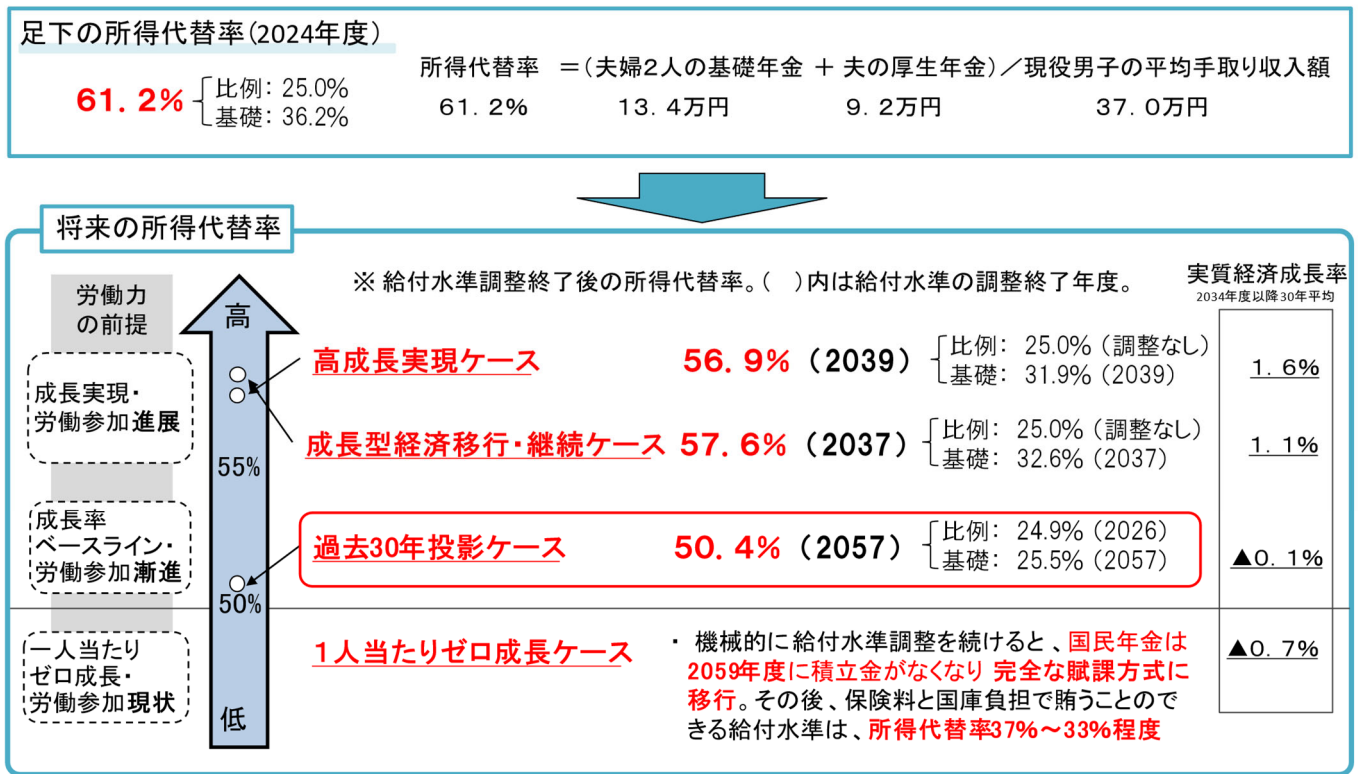 足下の所得代替率(2024年度)
61.2%
比例: 25.0%
基礎: 36.2%
所得代替率 =(夫婦2人の基礎年金 + 夫の厚生年金)/現役男子の平均手取り収入額
61.2% 13.4万円 9.2万円 37.0万円
将来の所得代替率
※ 給付水準調整終了後の所得代替率。( )内は給付水準の調整終了年度。
実質経済成長率
2034年度以降30年平均
労働力
の前提
高
高成長実現ケース 56.9% (2039)
比例: 25.0% (調整なし)
基礎: 31.9% (2039)
1.6%
成長実現・
労働参加進展
成長型経済移行・継続ケース 57.6% (2037)
比例: 25.0% (調整なし)
基礎: 32.6% (2037)
1.1%
55%
成長率
ベースライン・
労働参加漸進
過去30年投影ケース 50.4% (2057)
比例: 24.9% (2026)
基礎: 25.5% (2057)
▲0.1%
50%
一人当たり
ゼロ成長・
労働参加現状
1人当たりゼロ成長ケース
・ 機械的に給付水準調整を続けると、国民年金は
2059年度に積立金がなくなり 完全な賦課方式に
移行。その後、保険料と国庫負担で賄うことので
きる給付水準は、所得代替率37%~33%程度
▲0.7%
低